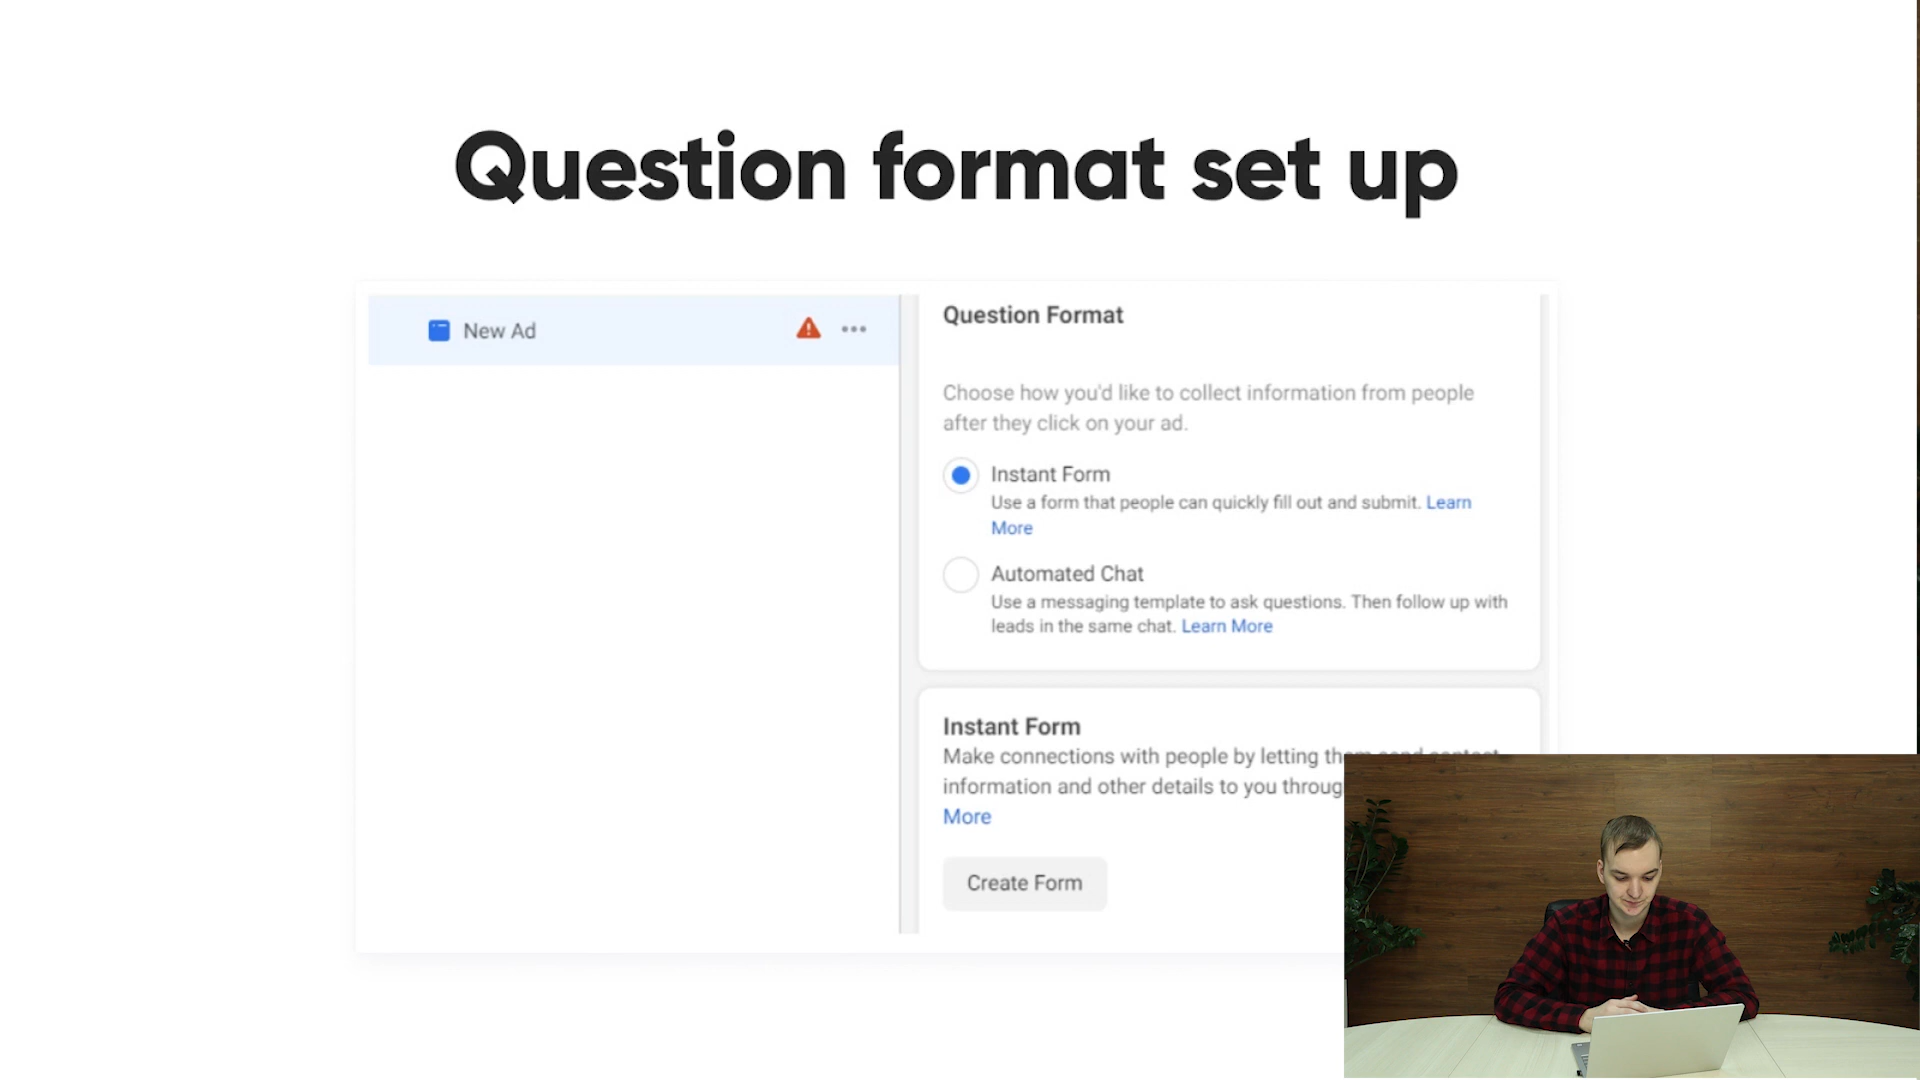 Question format set up
New Ad
Question Format
Choose how you'd like to collect information from people
after they click on your ad.
Instant Form
Use a form that people can quickly fill out and submit. Learn
More
Automated Chat
Use a messaging template to ask questions. Then follow up with
leads in the same chat. Learn More
Instant Form
Make connections with people by letting them send contact
information and other details to you
More
Create Form